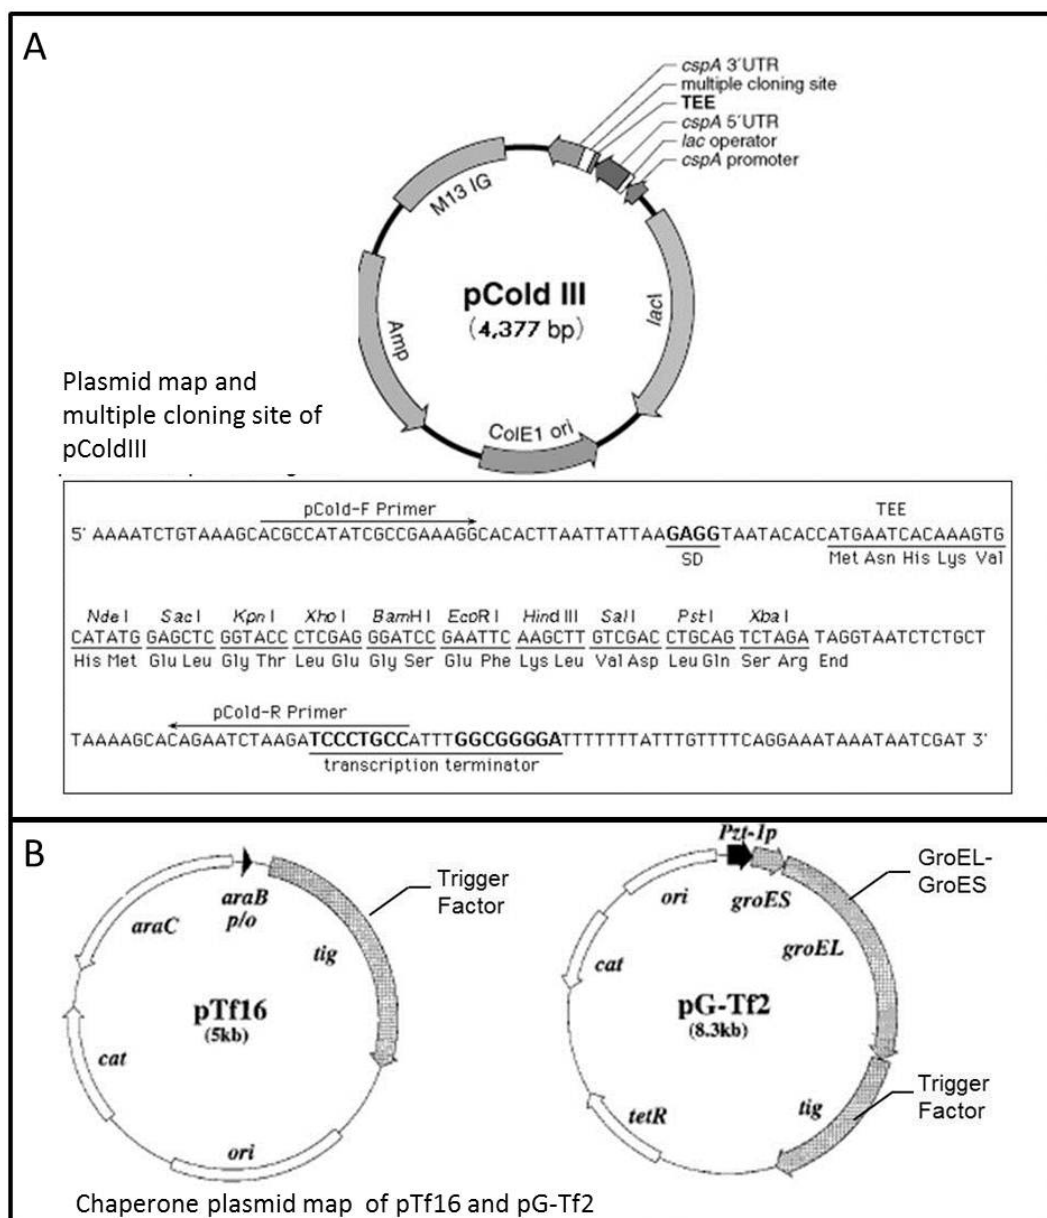 A
cspA 3´UTR
multiple cloning site
TEE
cspA 5´UTR
lac operator
cspA promoter
M13 IG
lacI
pCold III
(4,377 bp)
Amp
ColE1 ori
Plasmid map and
multiple cloning site of
pColdIII
pCold-F Primer
TEE
5' AAAATCTGTAAAGCACGCCATATCGCCGAAAGGCACACTTAATTATTAAGAGGTAATACACCATGAATCACAAAGTG
SD
Met Asn His Lys Val
Nde I Sac I Kpn I Xho I BamH I EcoR I Hind III Sal I Pst I Xba I
CATATG GAGCTC GGTACC CTCGAG GGATCC GAATTC AAGCTT GTCGAC CTGCAG TCTAGA TAGGTAATCTCTGCT
His Met Glu Leu Gly Thr Leu Glu Gly Ser Glu Phe Lys Leu Val Asp Leu Gln Ser Arg End
pCold-R Primer
TAAAAGCACAGAATCTAAGATCCCTGCCATTTGGCGGGGATTTTTTTATTTGTTTTCAGGAAATAAATAATCGAT 3'
transcription terminator
B
araB
p/o
araC
tig
Trigger
Factor
pTf16
(5kb)
cat
ori
Pzt-1p
ori
groES
GroEL-
GroES
groEL
cat
pG-Tf2
(8.3kb)
tetR
tig
Trigger
Factor
Chaperone plasmid map of pTf16 and pG-Tf2